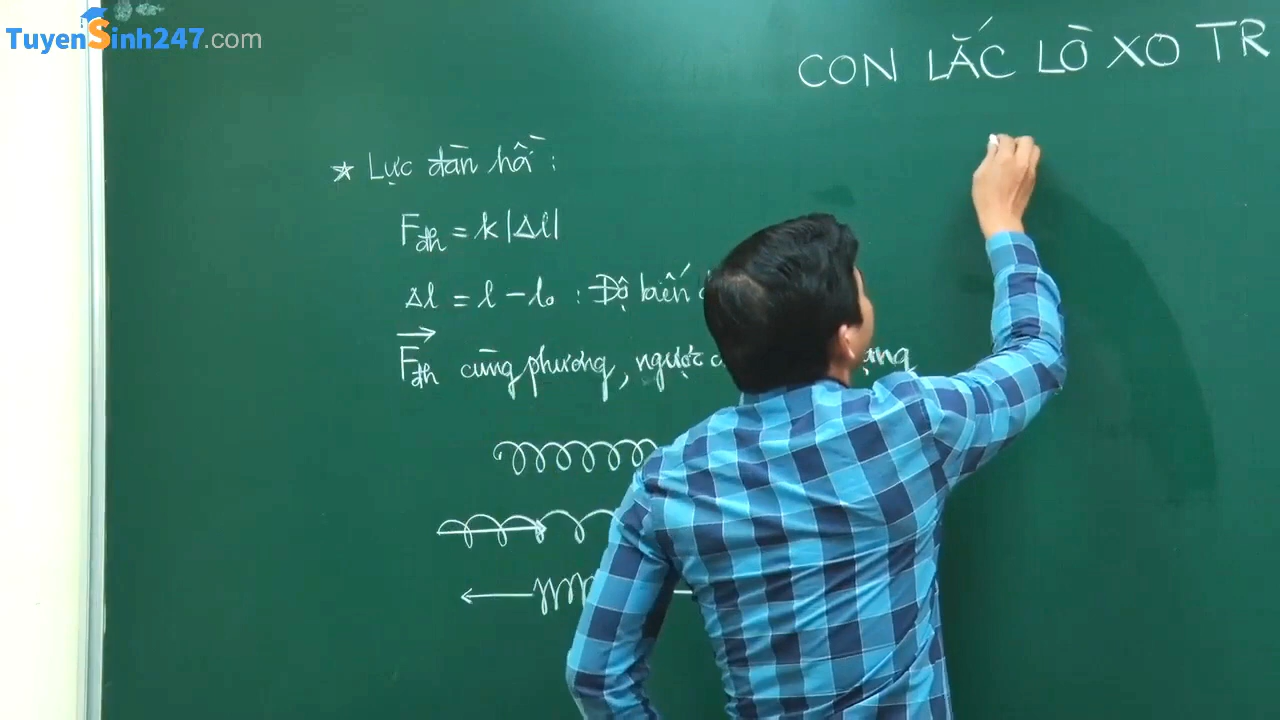 TuyenSinh247.com
CON LẮC LÒ XO TR
★ Lực đàn hồi :
Fđh = k|Δl|
Δl = l – l₀ : Độ biến
F⃗đh cùng phương, ngược